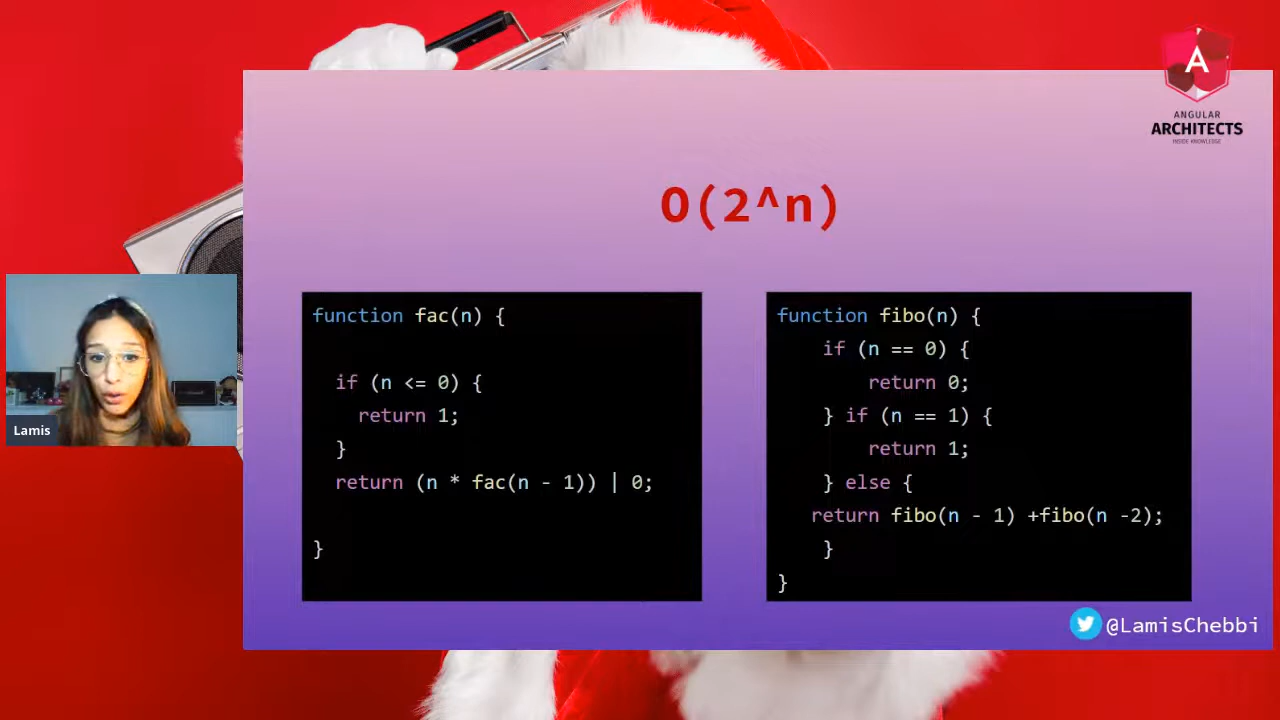 ANGULAR
ARCHITECTS
INSIDE KNOWLEDGE
O(2^n)
function fac(n) {
if (n <= 0) {
return 1;
}
return (n * fac(n - 1)) | 0;
}
function fibo(n) {
if (n == 0) {
return 0;
} if (n == 1) {
return 1;
} else {
return fibo(n - 1) +fibo(n -2);
}
}
Lamis
@LamisChebbi